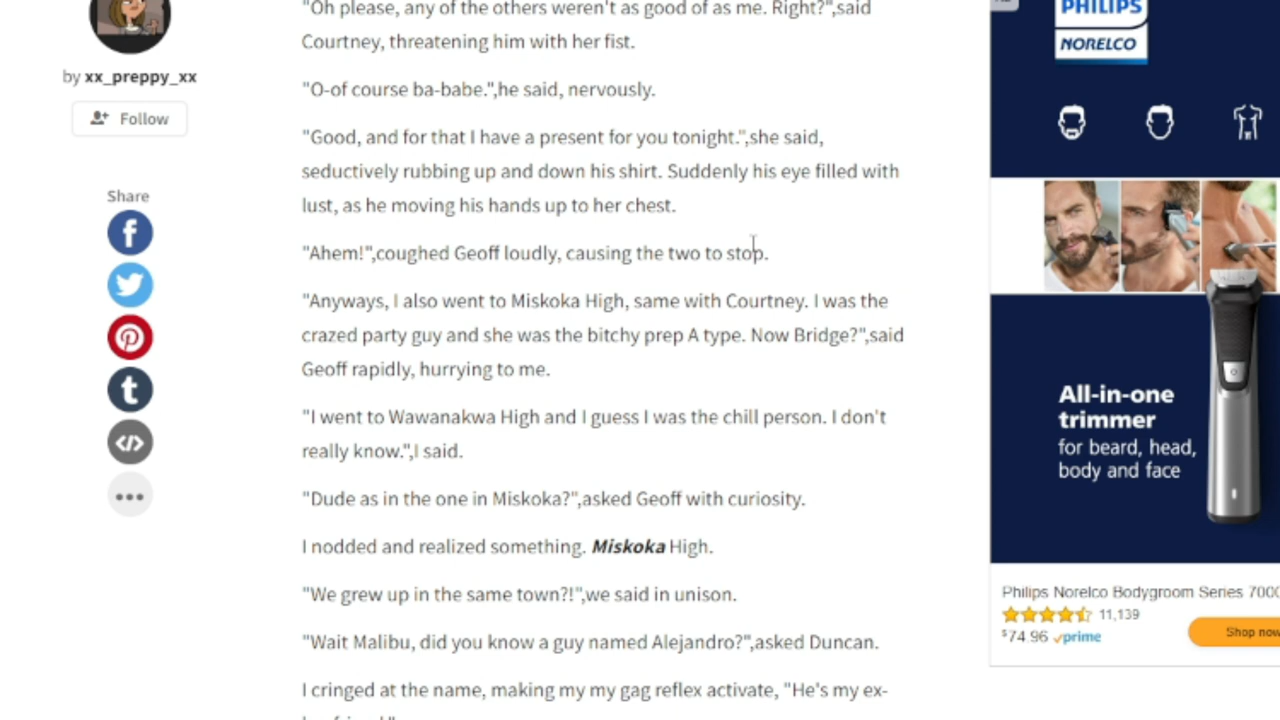 "Oh please, any of the others weren't as good of as me. Right?",said
Courtney, threatening him with her fist.
"O-of course ba-babe.",he said, nervously.
"Good, and for that I have a present for you tonight.",she said,
seductively rubbing up and down his shirt. Suddenly his eye filled with
lust, as he moving his hands up to her chest.
"Ahem!",coughed Geoff loudly, causing the two to stop.
"Anyways, I also went to Miskoka High, same with Courtney. I was the
crazed party guy and she was the bitchy prep A type. Now Bridge?",said
Geoff rapidly, hurrying to me.
"I went to Wawanakwa High and I guess I was the chill person. I don't
really know.",I said.
"Dude as in the one in Miskoka?",asked Geoff with curiosity.
I nodded and realized something. Miskoka High.
"We grew up in the same town?!",we said in unison.
"Wait Malibu, did you know a guy named Alejandro?",asked Duncan.
I cringed at the name, making my my gag reflex activate, "He's my ex-
by xx_preppy_xx
Follow
Share
PHILIPS
NORELCO
All-in-one
trimmer
for beard, head,
body and face
Philips Norelco Bodygroom Series 7000
11,139
$74.96 prime
Shop now